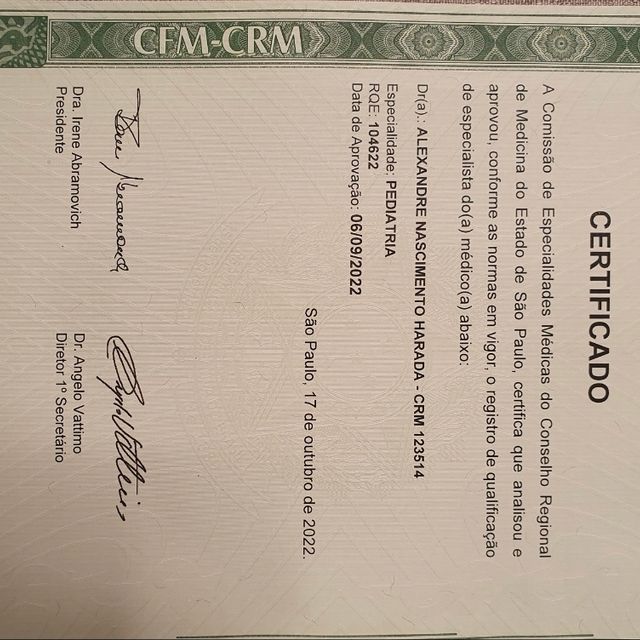 CFM-CRM
CERTIFICADO
A Comissão de Especialidades Médicas do Conselho Regional
de Medicina do Estado de São Paulo, certifica que analisou e
aprovou, conforme as normas em vigor, o registro de qualificação
de especialista do(a) médico(a) abaixo:
Dr(a).: ALEXANDRE NASCIMENTO HARADA - CRM 123514
Especialidade: PEDIATRIA
RQE: 104622
Data de Aprovação: 06/09/2022
São Paulo, 17 de outubro de 2022.
Dra. Irene Abramovich
Presidente
Dr. Angelo Vattimo
Diretor 1º Secretário